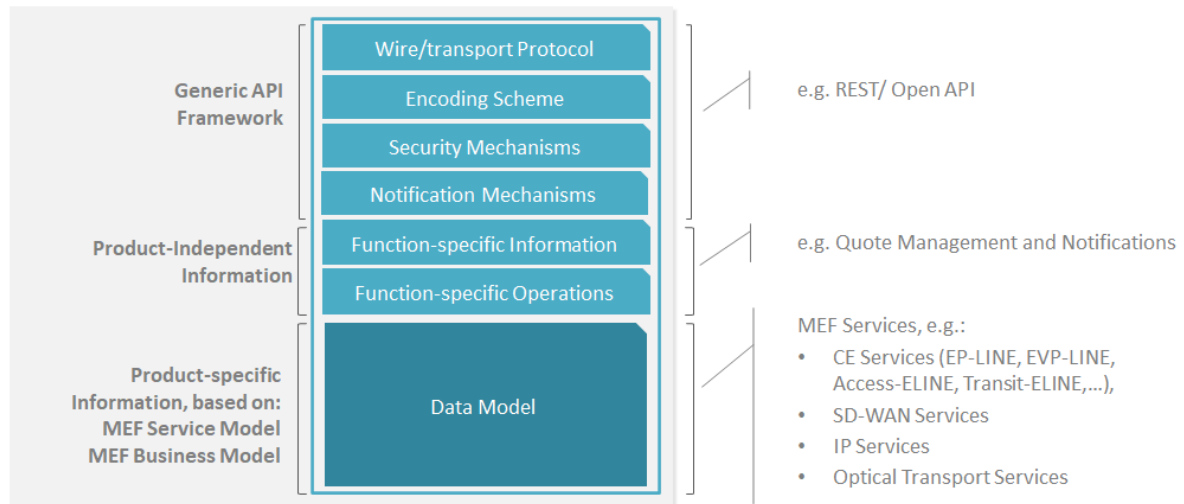 Generic API
Framework
Wire/transport Protocol
Encoding Scheme
Security Mechanisms
Notification Mechanisms
e.g. REST/ Open API
Product-Independent
Information
Function-specific Information
Function-specific Operations
e.g. Quote Management and Notifications
Product-specific
Information, based on:
MEF Service Model
MEF Business Model
Data Model
MEF Services, e.g.:
• CE Services (EP-LINE, EVP-LINE,
Access-ELINE, Transit-ELINE,...),
• SD-WAN Services
• IP Services
• Optical Transport Services